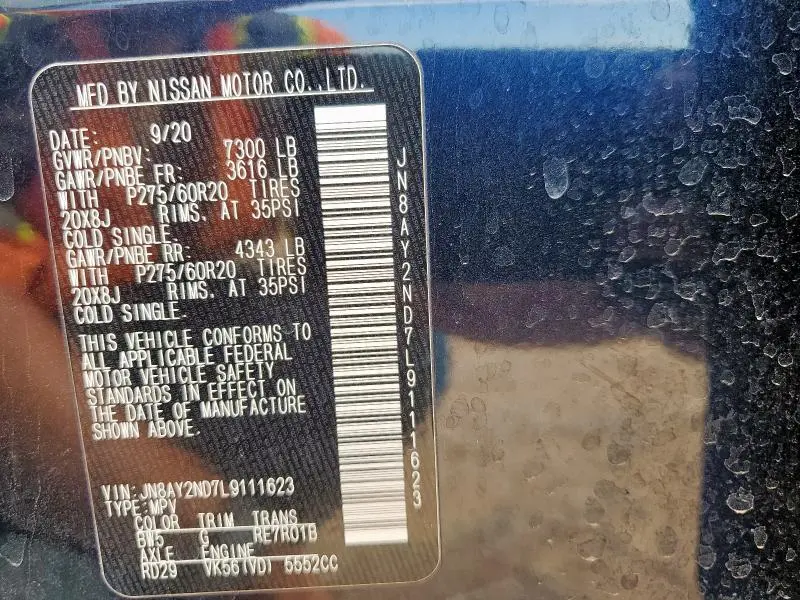 MFD BY NISSAN MOTOR CO.,LTD.
DATE: 9/20
GVWR/PNBV: 7300 LB
GAWR/PNBE FR: 3616 LB
WITH P275/60R20 TIRES
20X8J RIMS, AT 35PSI
COLD SINGLE.
GAWR/PNBE RR: 4343 LB
WITH P275/60R20 TIRES
20X8J RIMS, AT 35PSI
COLD SINGLE.
THIS VEHICLE CONFORMS TO
ALL APPLICABLE FEDERAL
MOTOR VEHICLE SAFETY
STANDARDS IN EFFECT ON
THE DATE OF MANUFACTURE
SHOWN ABOVE.
VIN: JN8AY2ND7L9111623
TYPE: MPV
COLOR TRIM TRANS
BW5 G RE7R01B
AXLE ENGINE
RD29 VK56(VD) 5552CC
JN8AY2ND7L9111623